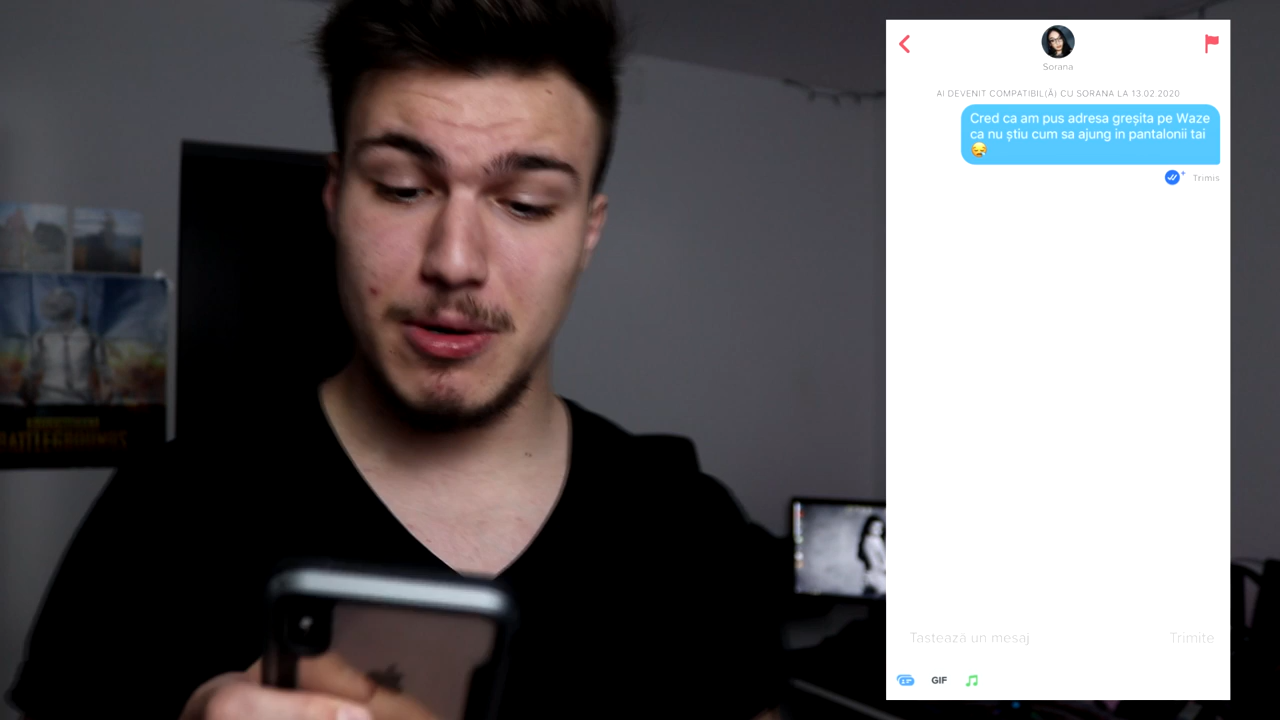 Sorana
AI DEVENIT COMPATIBIL(Ă) CU SORANA LA 13.02.2020
Cred ca am pus adresa greșita pe Waze
ca nu știu cum sa ajung in pantalonii tai
😪
Trimis
Tastează un mesaj
Trimite
GIF
BATTLEGROUNDS